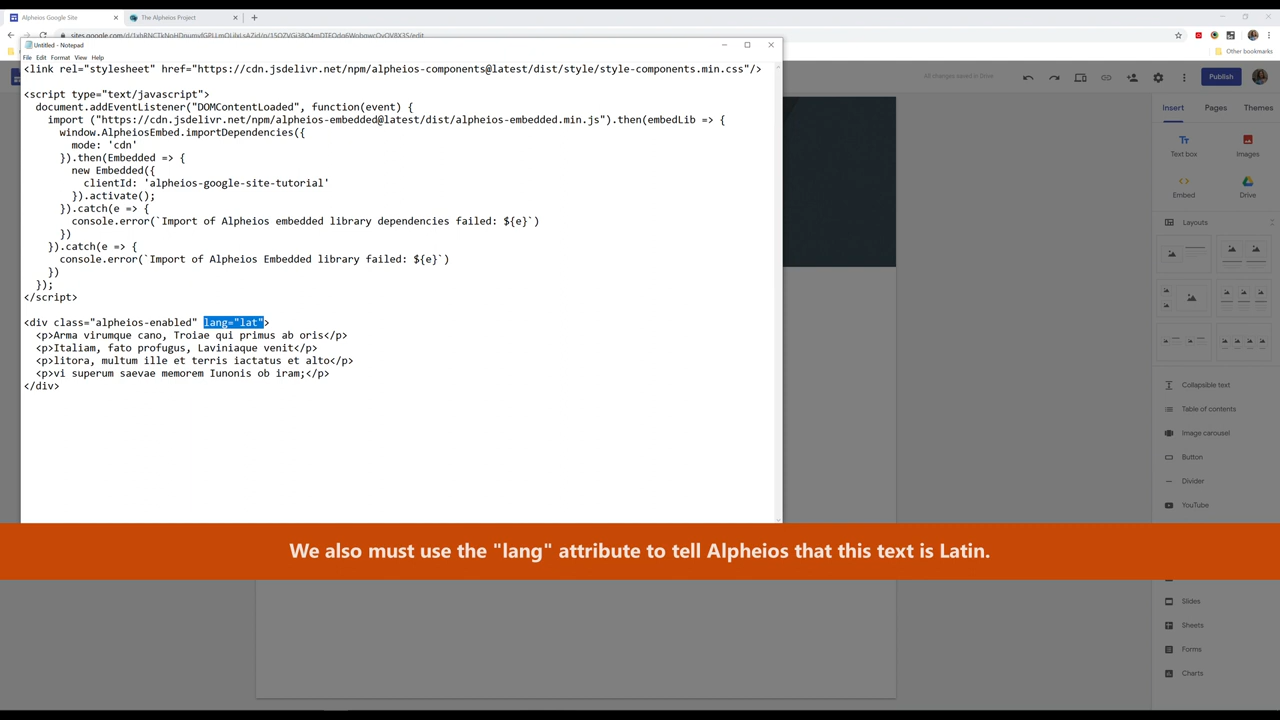 Alpheios Google Site
The Alpheios Project
Other bookmarks
Untitled - Notepad
File Edit Format View Help
<link rel="stylesheet" href="https://cdn.jsdelivr.net/npm/alpheios-components@latest/dist/style/style-components.min.css"/>
<script type="text/javascript">
document.addEventListener("DOMContentLoaded", function(event) {
import ("https://cdn.jsdelivr.net/npm/alpheios-embedded@latest/dist/alpheios-embedded.min.js").then(embedLib => {
window.AlpheiosEmbed.importDependencies({
mode: 'cdn'
}).then(Embedded => {
new Embedded({
clientId: 'alpheios-google-site-tutorial'
}).activate();
}).catch(e => {
console.error(`Import of Alpheios embedded library dependencies failed: ${e}`)
})
}).catch(e => {
console.error(`Import of Alpheios Embedded library failed: ${e}`)
})
});
</script>
<div class="alpheios-enabled" lang="lat">
<p>Arma virumque cano, Troiae qui primus ab oris</p>
<p>Italiam, fato profugus, Laviniaque venit</p>
<p>litora, multum ille et terris iactatus et alto</p>
<p>vi superum saevae memorem Iunonis ob iram;</p>
</div>
All changes saved in Drive
Publish
Insert Pages Themes
Text box Images
Embed Drive
Layouts
Collapsible text
Table of contents
Image carousel
Button
Divider
YouTube
We also must use the "lang" attribute to tell Alpheios that this text is Latin.
Slides
Sheets
Forms
Charts